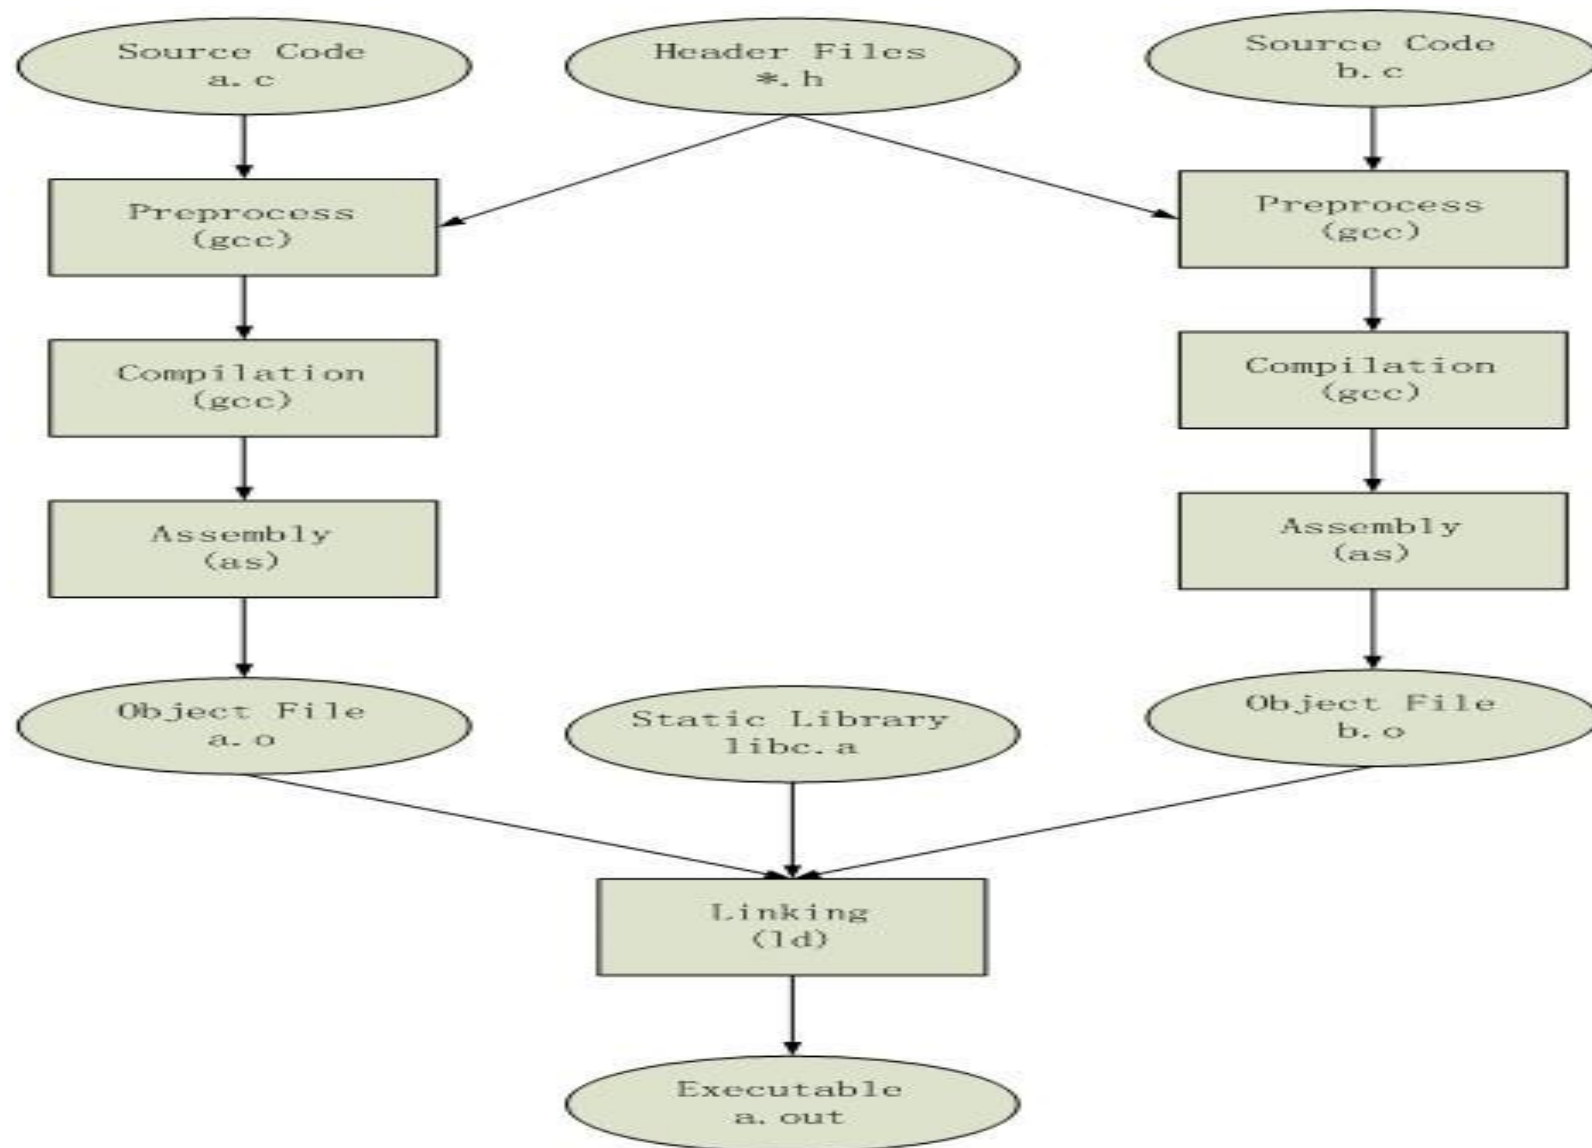 Source Code
a.c
Header Files
*.h
Source Code
b.c
Preprocess
(gcc)
Preprocess
(gcc)
Compilation
(gcc)
Compilation
(gcc)
Assembly
(as)
Assembly
(as)
Object File
a.o
Static Library
libc.a
Object File
b.o
Linking
(ld)
Executable
a.out